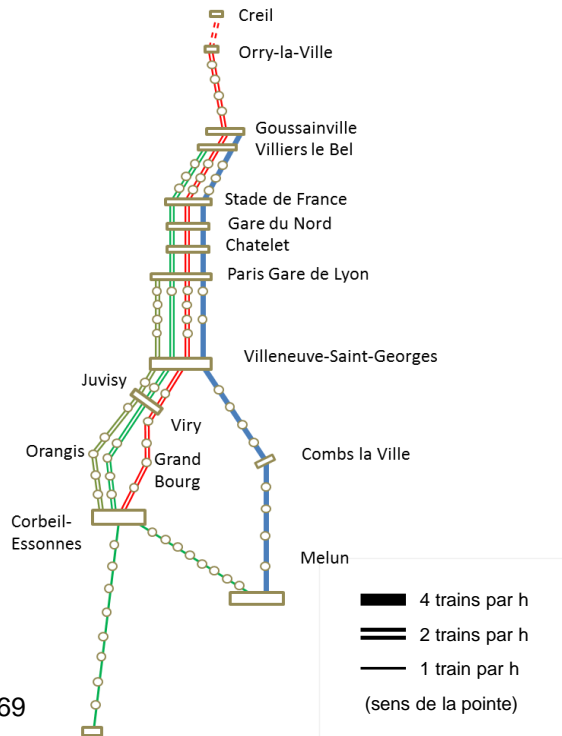 Creil
Orry-la-Ville
Goussainville
Villiers le Bel
Stade de France
Gare du Nord
Chatelet
Paris Gare de Lyon
Villeneuve-Saint-Georges
Juvisy
Viry
Orangis
Grand
Bourg
Combs la Ville
Corbeil-
Essonnes
Melun
4 trains par h
2 trains par h
1 train par h
(sens de la pointe)
69